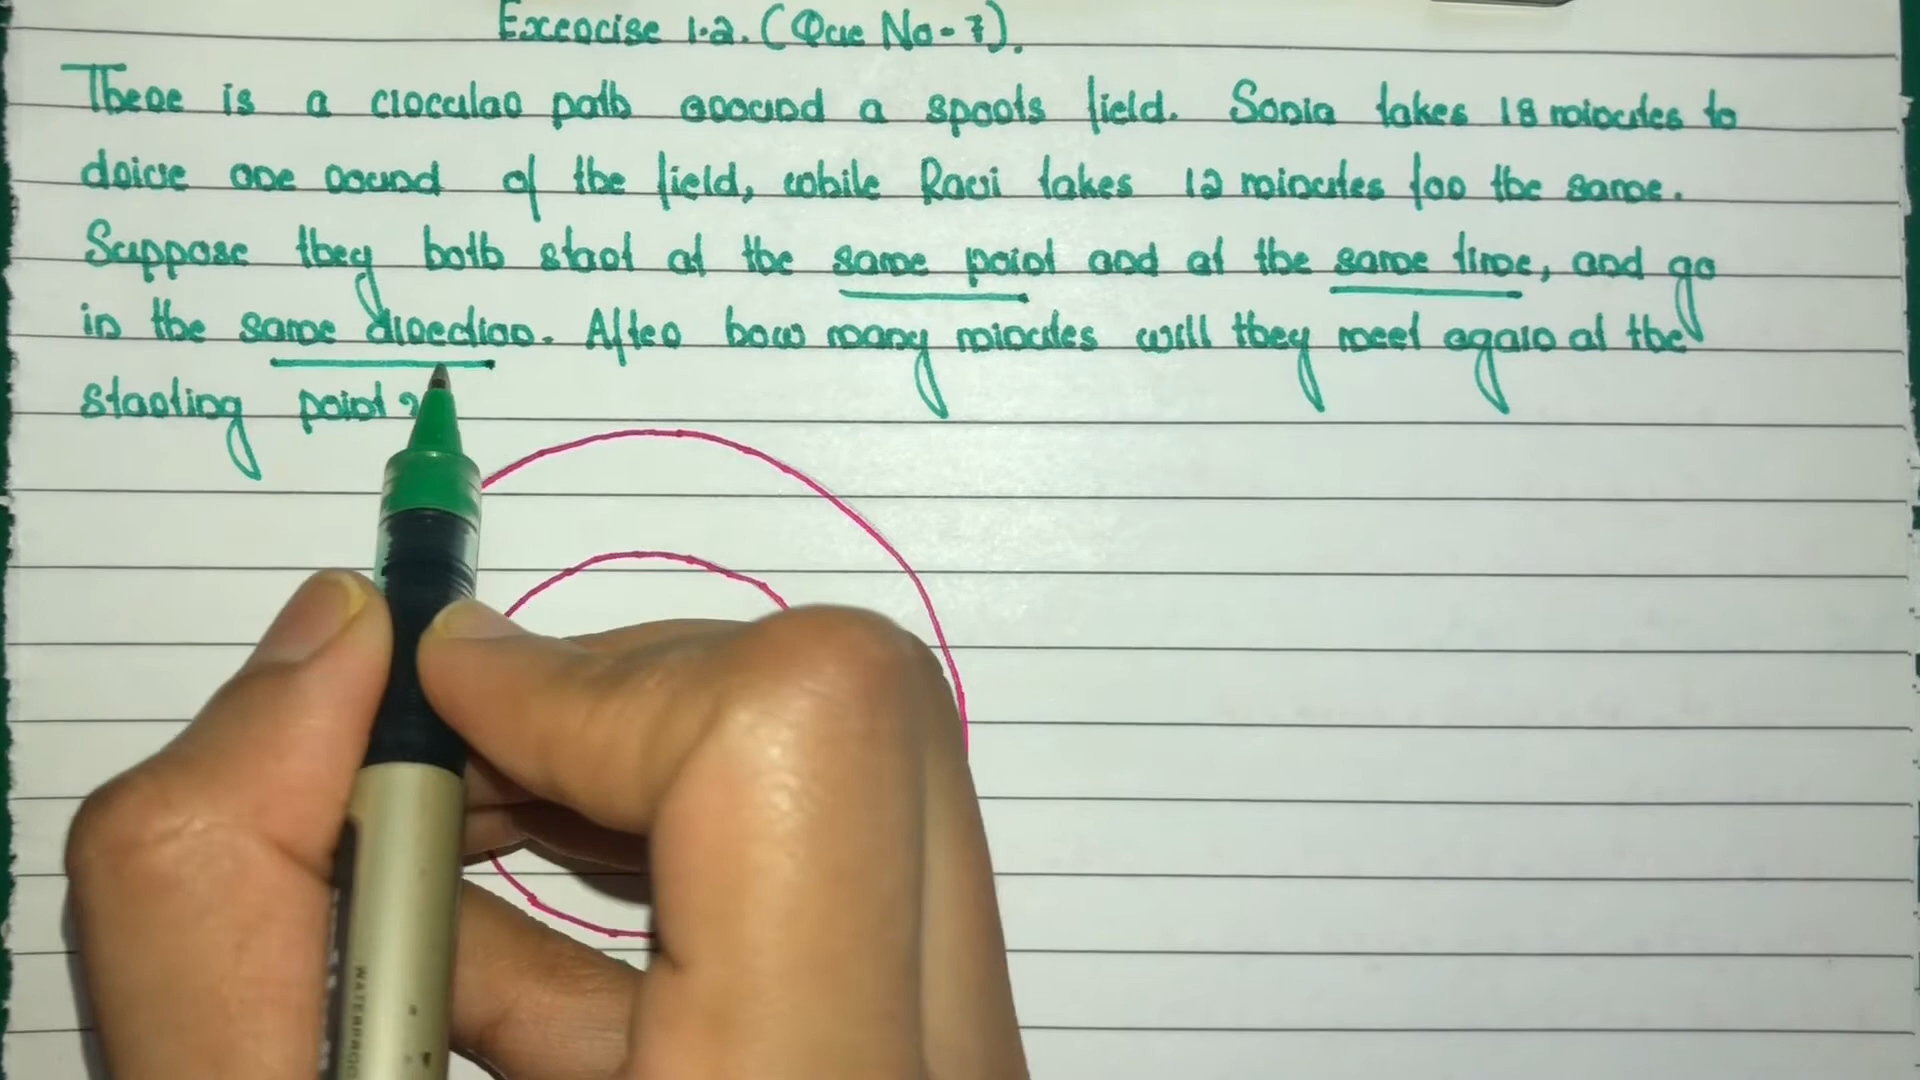 Exercise 1.2. (Que No-7).
There is a circular path around a sports field. Sonia takes 18 minutes to
drive one round of the field, while Ravi takes 12 minutes for the same.
Suppose they both start at the same point and at the same time, and go
in the same direction. After how many minutes will they meet again at the
starting point?
WATERPROO